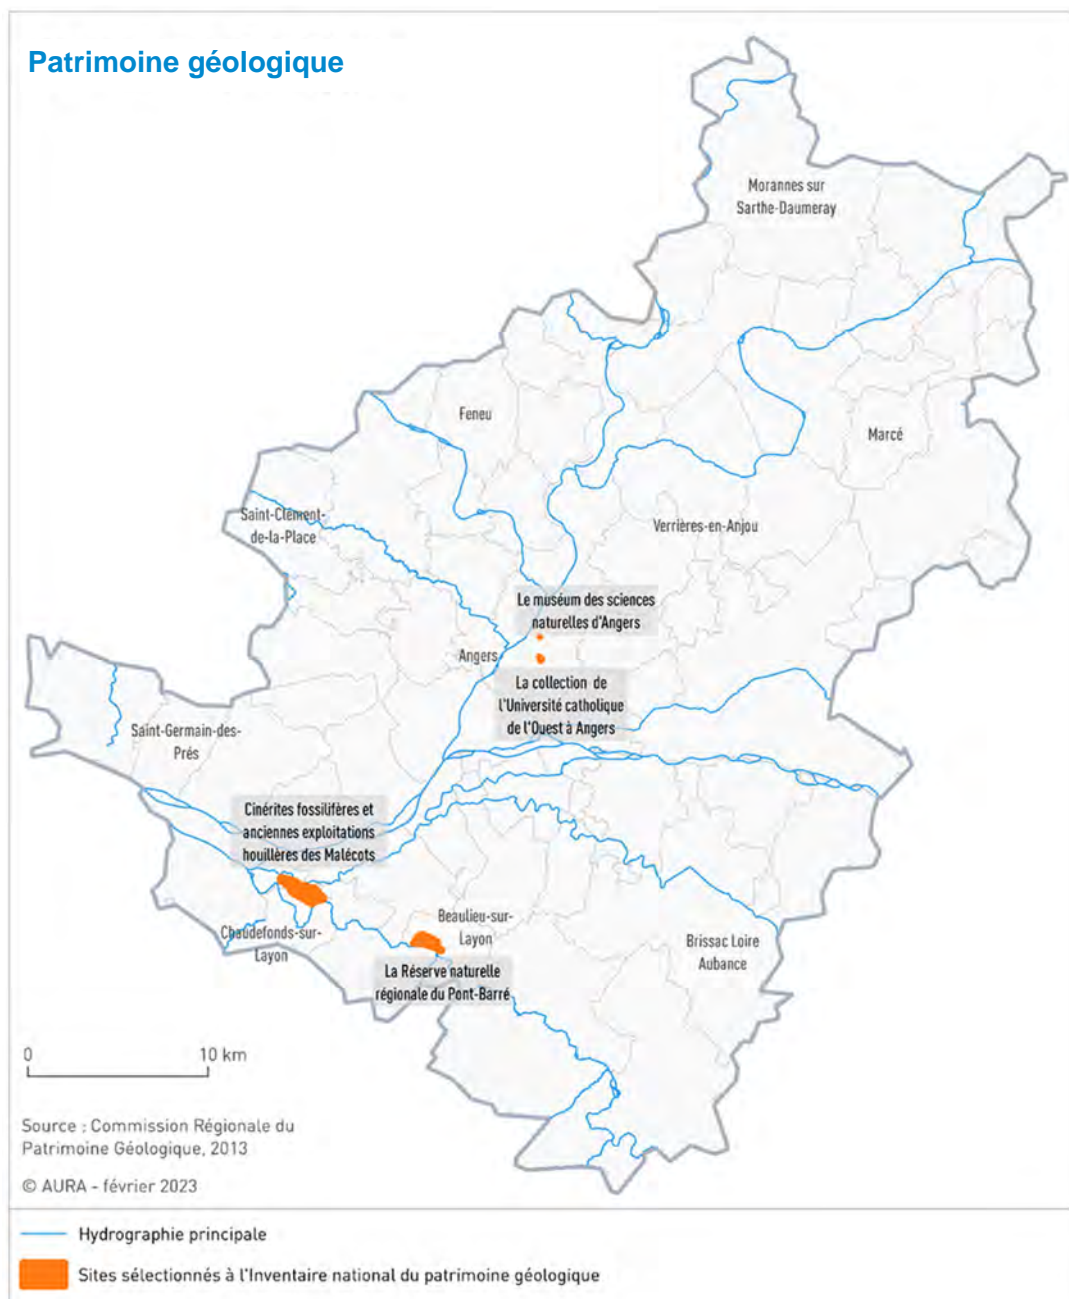 Patrimoine géologique
Morannes sur
Sarthe-Daumeray
Feneu
Marcé
Saint-Clément-
de-la-Place
Verrières-en-Anjou
Le muséum des sciences
naturelles d'Angers
Angers
La collection de
l'Université catholique
de l'Ouest à Angers
Saint-Germain-des-
Prés
Cinérites fossilifères et
anciennes exploitations
houillères des Malécots
Chaudefonds-sur-
Layon
Beaulieu-sur-
Layon
Brissac Loire
Aubance
La Réserve naturelle
régionale du Pont-Barré
0 10 km
Source : Commission Régionale du
Patrimoine Géologique, 2013
© AURA - février 2023
Hydrographie principale
Sites sélectionnés à l'Inventaire national du patrimoine géologique